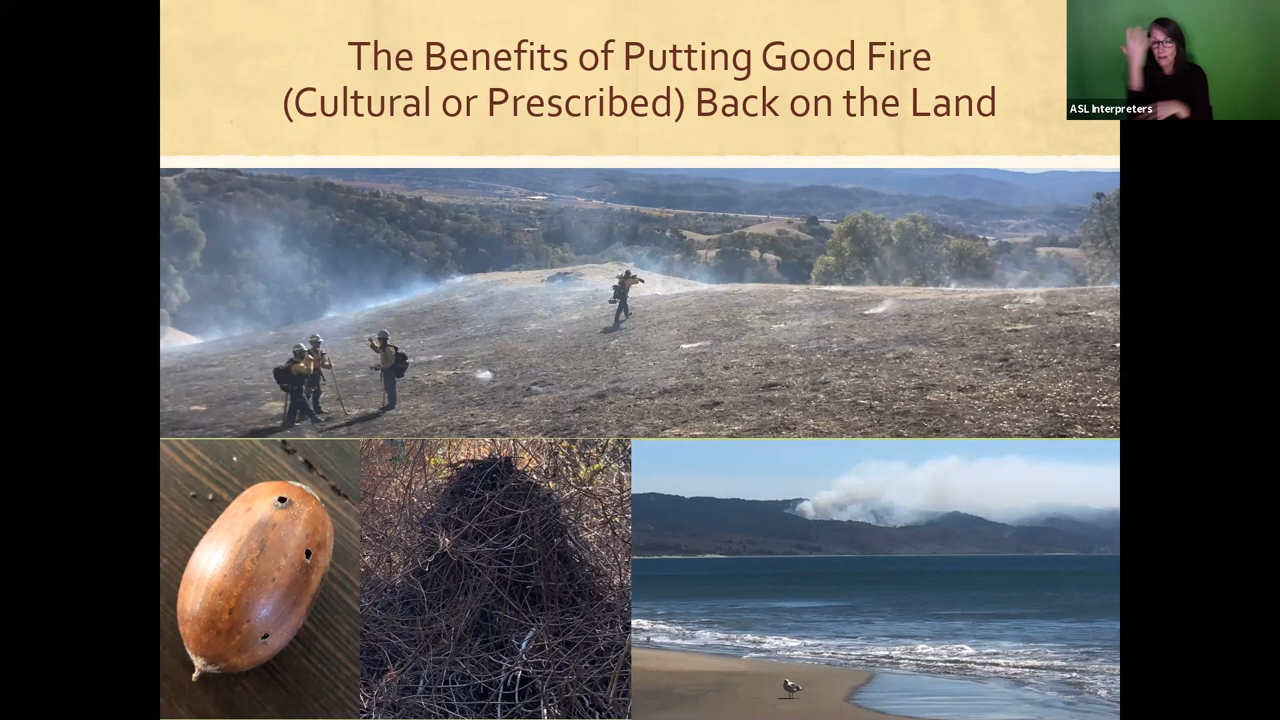 The Benefits of Putting Good Fire
(Cultural or Prescribed) Back on the Land
ASL Interpreters